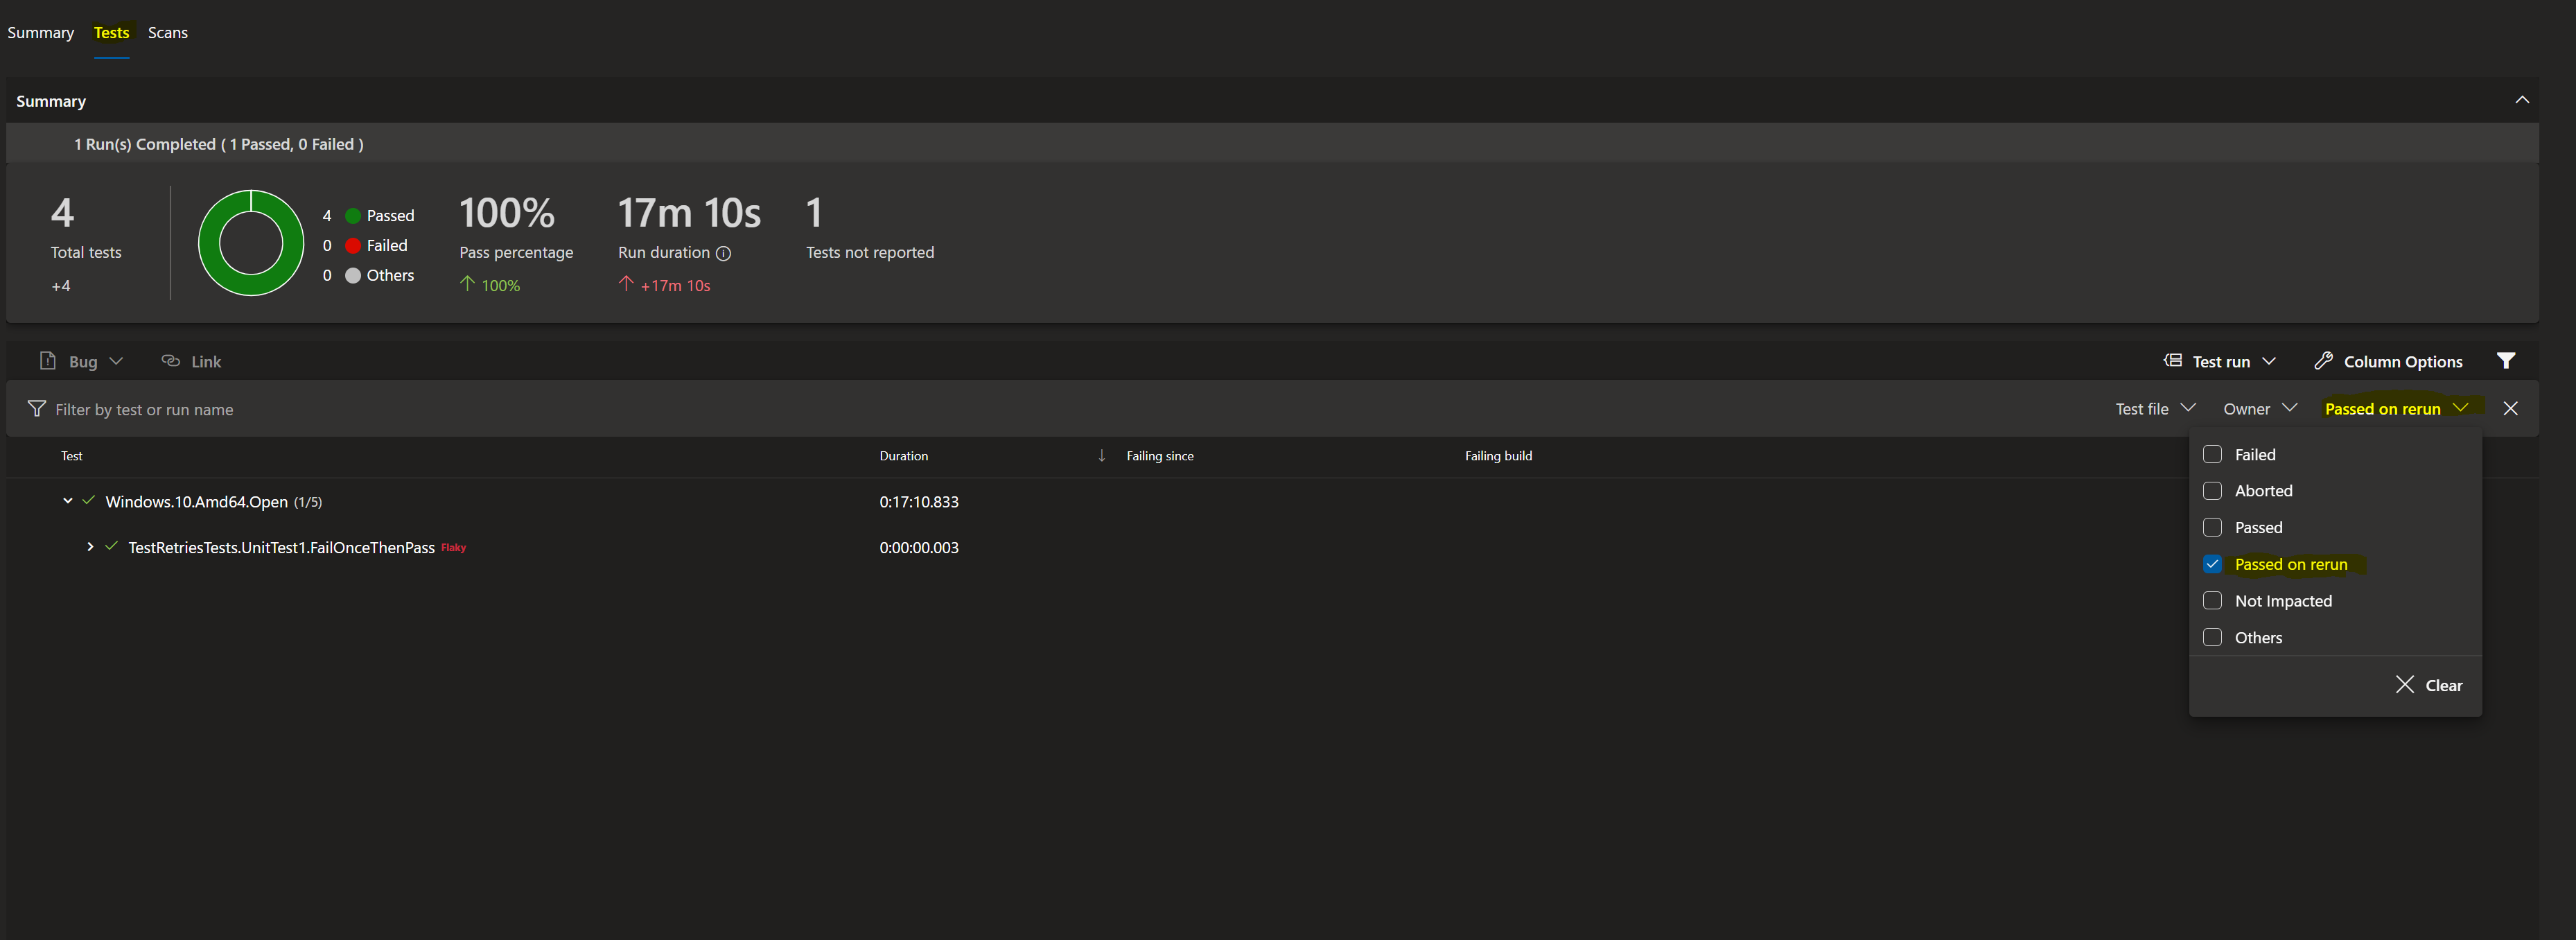 Summary Tests Scans
Summary
1 Run(s) Completed ( 1 Passed, 0 Failed )
4
Total tests
+4
4 Passed
0 Failed
0 Others
100%
Pass percentage
100%
17m 10s
Run duration
+17m 10s
1
Tests not reported
Bug Link Test run Column Options
Filter by test or run name Test file Owner Passed on rerun
Test Duration Failing since Failing build
Windows.10.Amd64.Open (1/5) 0:17:10.833
TestRetriesTests.UnitTest1.FailOnceThenPass Flaky 0:00:00.003
Failed
Aborted
Passed
Passed on rerun
Not Impacted
Others
Clear